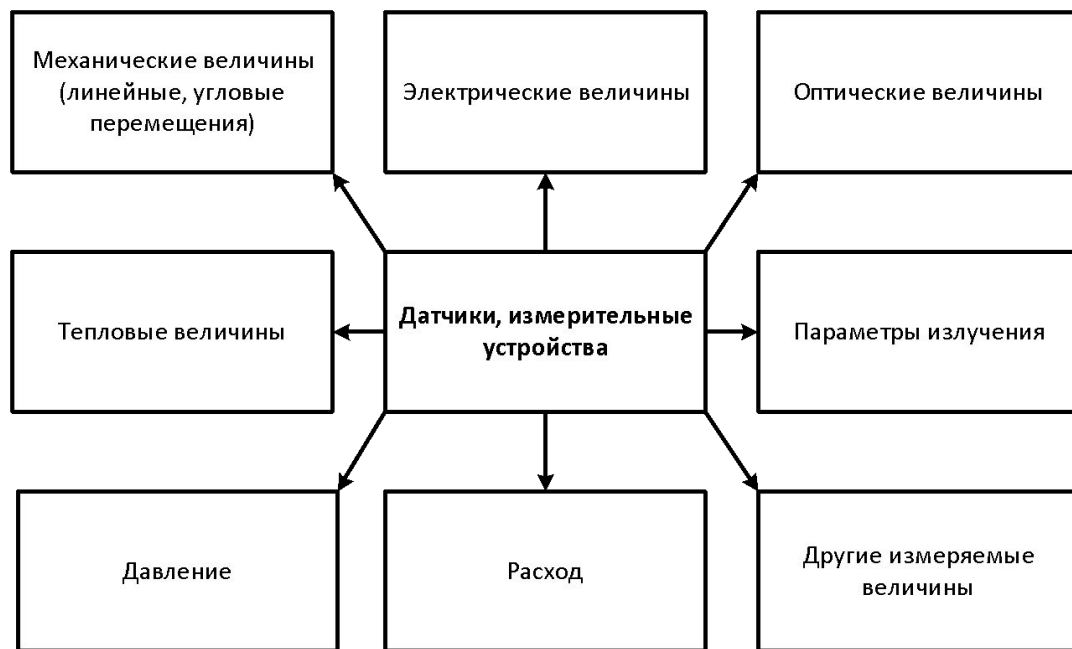 Механические величины
(линейные, угловые
перемещения)
Электрические величины
Оптические величины
Тепловые величины
Датчики, измерительные
устройства
Параметры излучения
Давление
Расход
Другие измеряемые
величины